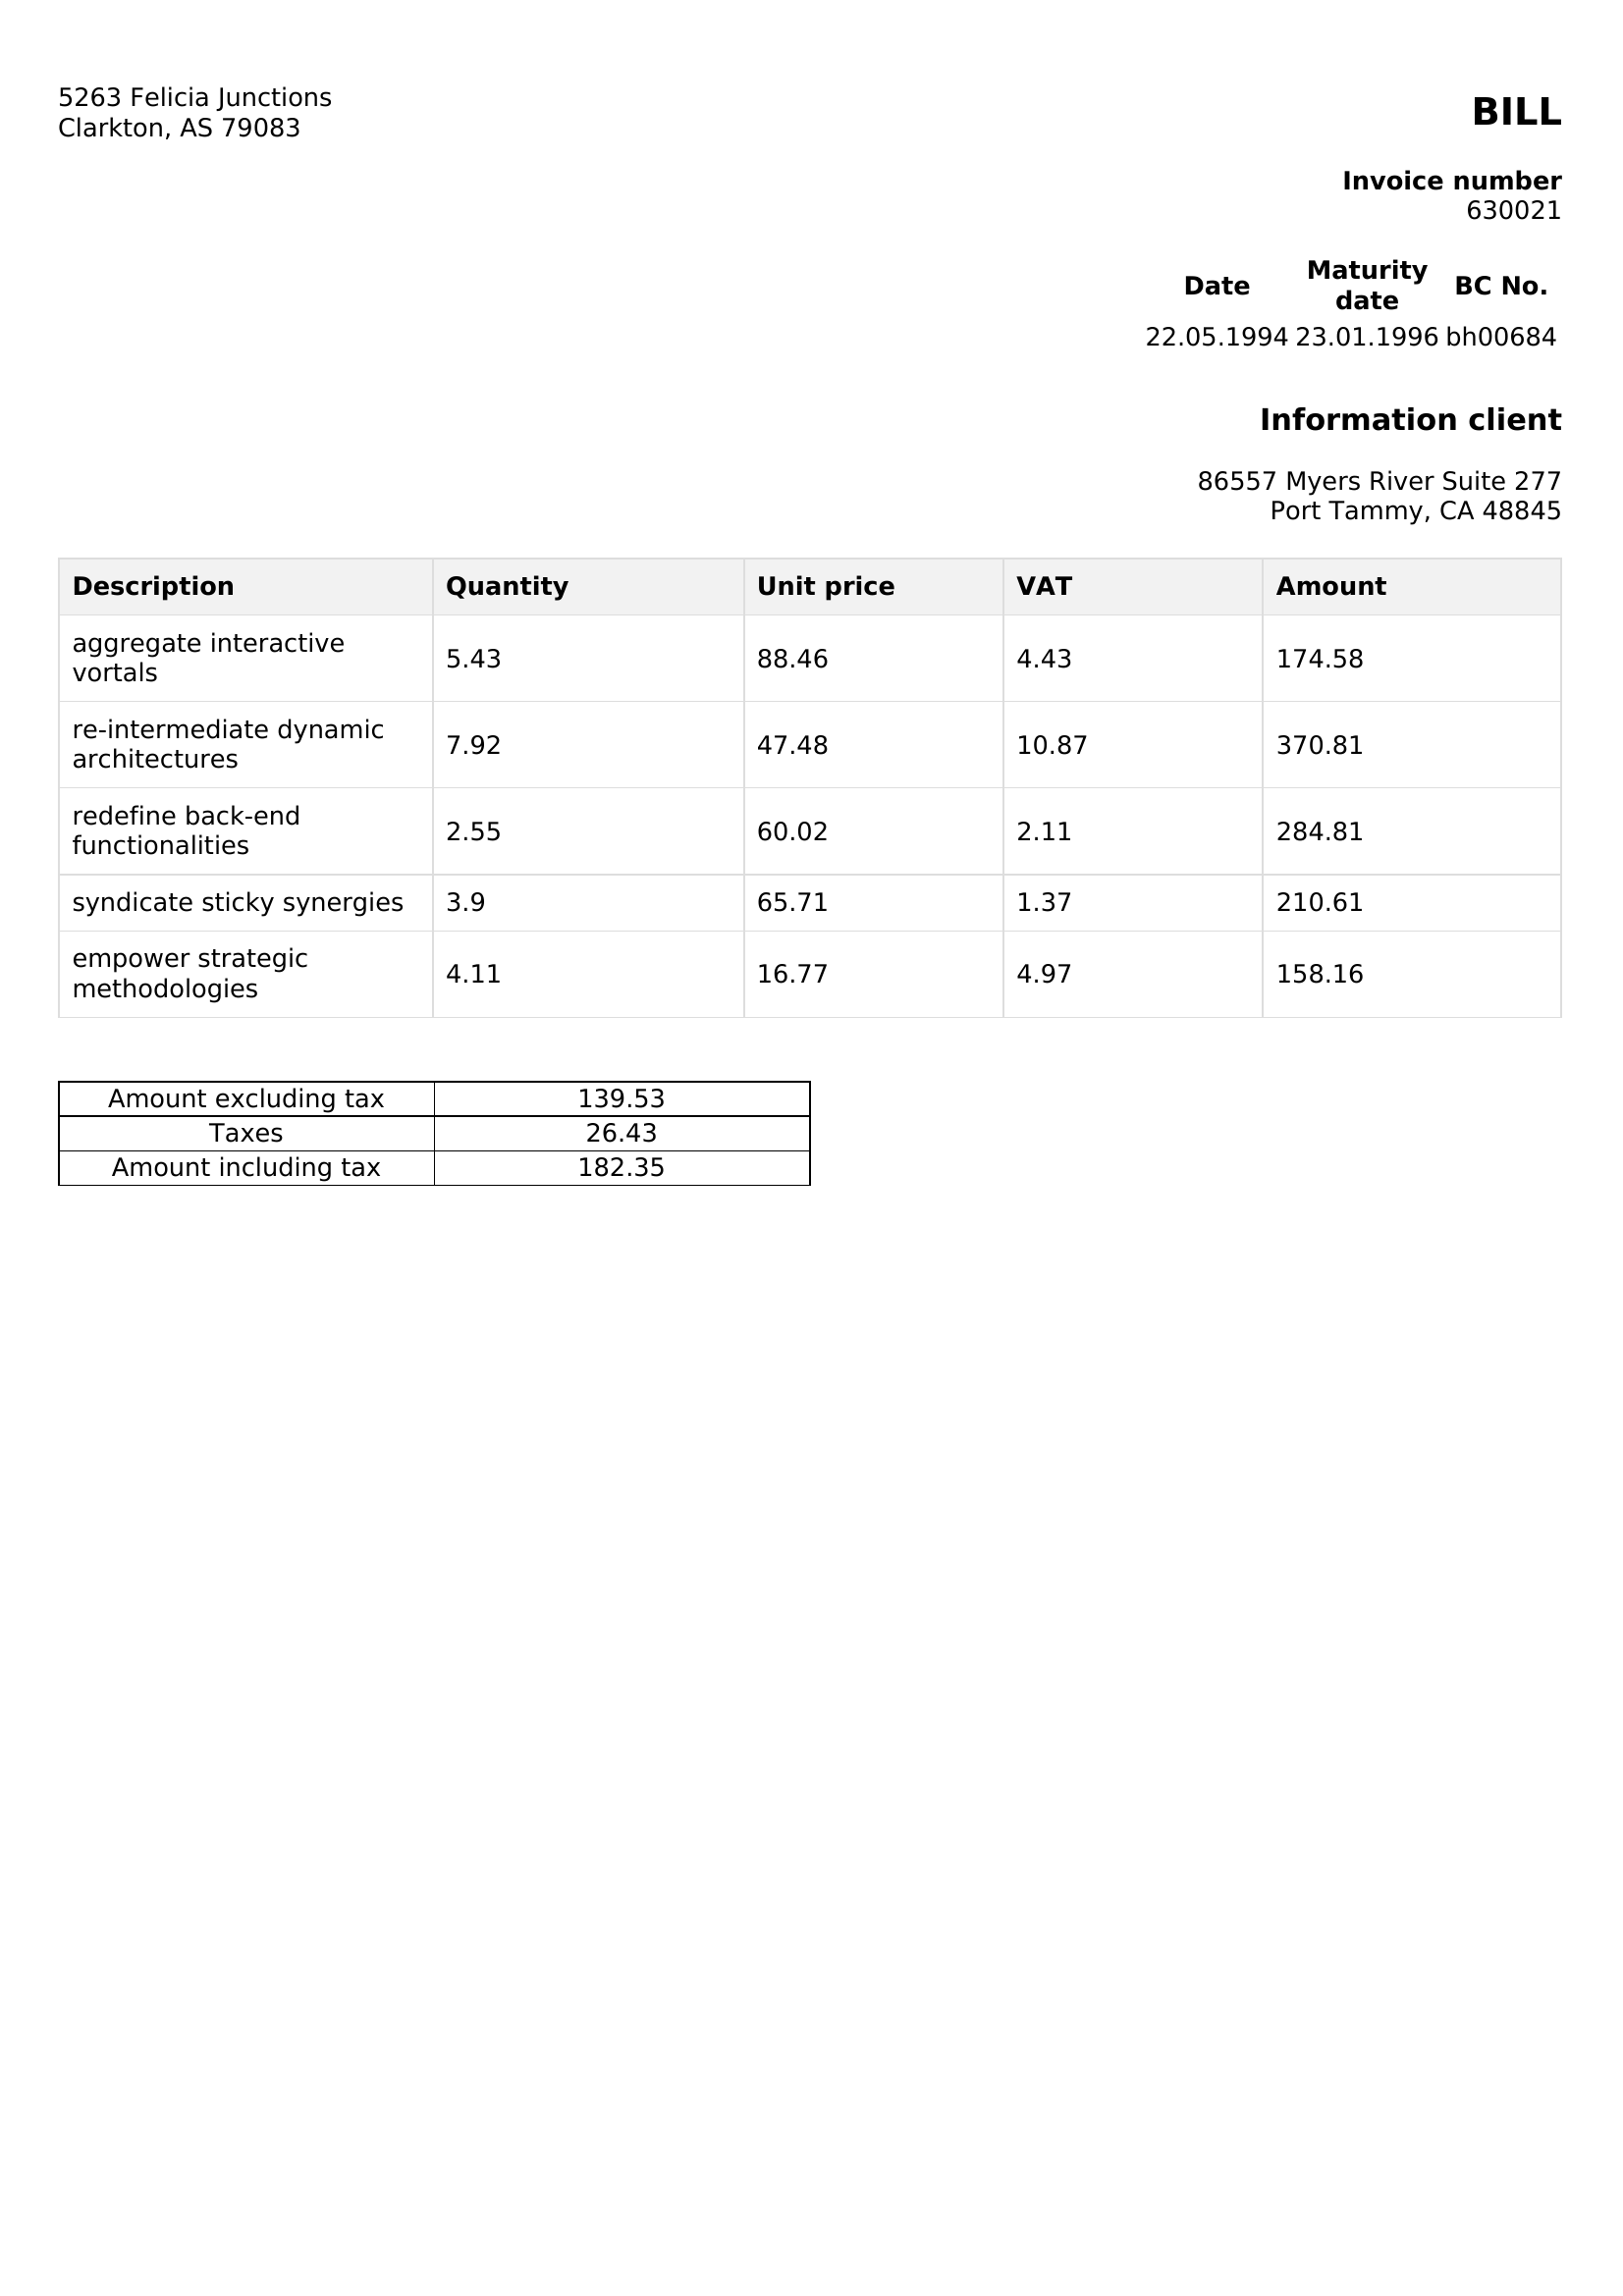 5263 Felicia Junctions
Clarkton, AS 79083
BILL
Invoice number
630021
Date Maturity date BC No.
22.05.1994 23.01.1996 bh00684
Information client
86557 Myers River Suite 277
Port Tammy, CA 48845
Description Quantity Unit price VAT Amount
aggregate interactive
vortals 5.43 88.46 4.43 174.58
re-intermediate dynamic
architectures 7.92 47.48 10.87 370.81
redefine back-end
functionalities 2.55 60.02 2.11 284.81
syndicate sticky synergies 3.9 65.71 1.37 210.61
empower strategic
methodologies 4.11 16.77 4.97 158.16
Amount excluding tax 139.53
Taxes 26.43
Amount including tax 182.35